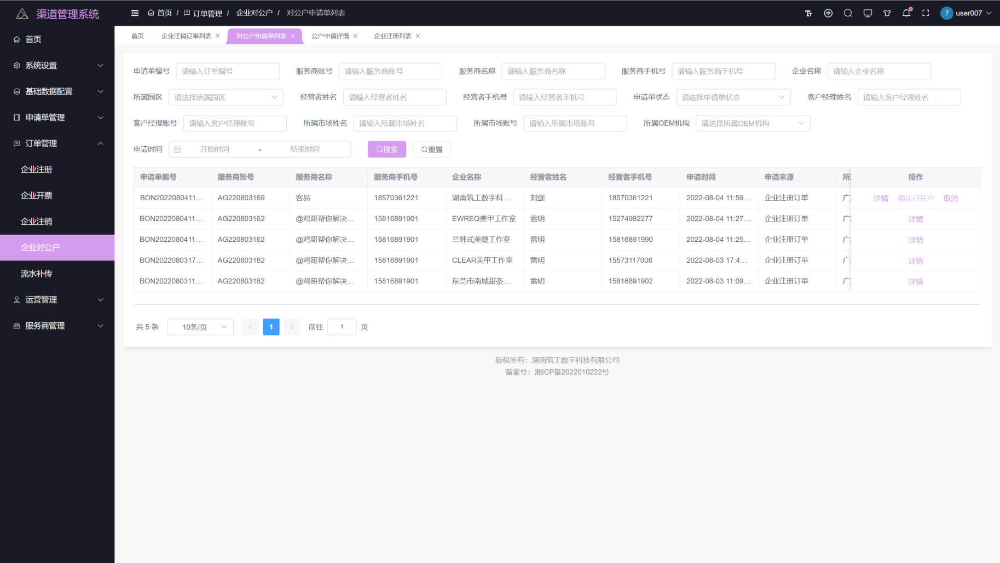 渠道管理系统
首页 / 订单管理 / 企业对公户 / 对公户申请单列表
user007
首页
系统设置
基础数据配置
申请单管理
订单管理
企业注册
企业开票
企业注销
企业对公户
流水补传
运营管理
服务商管理
首页 企业注销订单列表 对公户申请单列表 公户申请详情 企业注册列表
申请单编号 请输入订单编号 服务商账号 请输入服务商账号 服务商名称 请输入服务商名称 服务商手机号 请输入服务商手机号 企业名称 请输入企业名称
所属园区 请选择所属园区 经营者姓名 请输入经营者姓名 经营者手机号 请输入经营者手机号 申请单状态 请选择申请单状态 客户经理姓名 请输入客户经理姓名
客户经理账号 请输入客户经理账号 所属市场姓名 请输入所属市场姓名 所属市场账号 请输入所属市场账号 所属OEM机构 请选择所属OEM机构
申请时间 开始时间 - 结束时间 搜索 重置
申请单编号 服务商账号 服务商名称 服务商手机号 企业名称 经营者姓名 经营者手机号 申请时间 申请来源 所 操作
BON2022080411... AG220803169 客易 18570361221 湖南筑工数字科... 刘剑 18570361221 2022-08-04 11:59... 企业注册订单 广 详情 确认已开户 取消
BON2022080411... AG220803162 @鸡哥帮你解决... 15816891901 EWREQ美甲工作室 雷明 15274982277 2022-08-04 11:27... 企业注册订单 广 详情
BON2022080411... AG220803162 @鸡哥帮你解决... 15816891901 兰韩式美睫工作室 雷明 15816891990 2022-08-04 11:25... 企业注册订单 广 详情
BON2022080317... AG220803162 @鸡哥帮你解决... 15816891901 CLEAR美甲工作室 雷明 15573117006 2022-08-03 17:4... 企业注册订单 广 详情
BON2022080311... AG220803162 @鸡哥帮你解决... 15816891901 东莞市南城甜茶... 雷明 15816891902 2022-08-03 11:09... 企业注册订单 广 详情
共 5 条 10条/页 1 前往 1 页
版权所有：湖南筑工数字科技有限公司
备案号：湘ICP备2022010222号